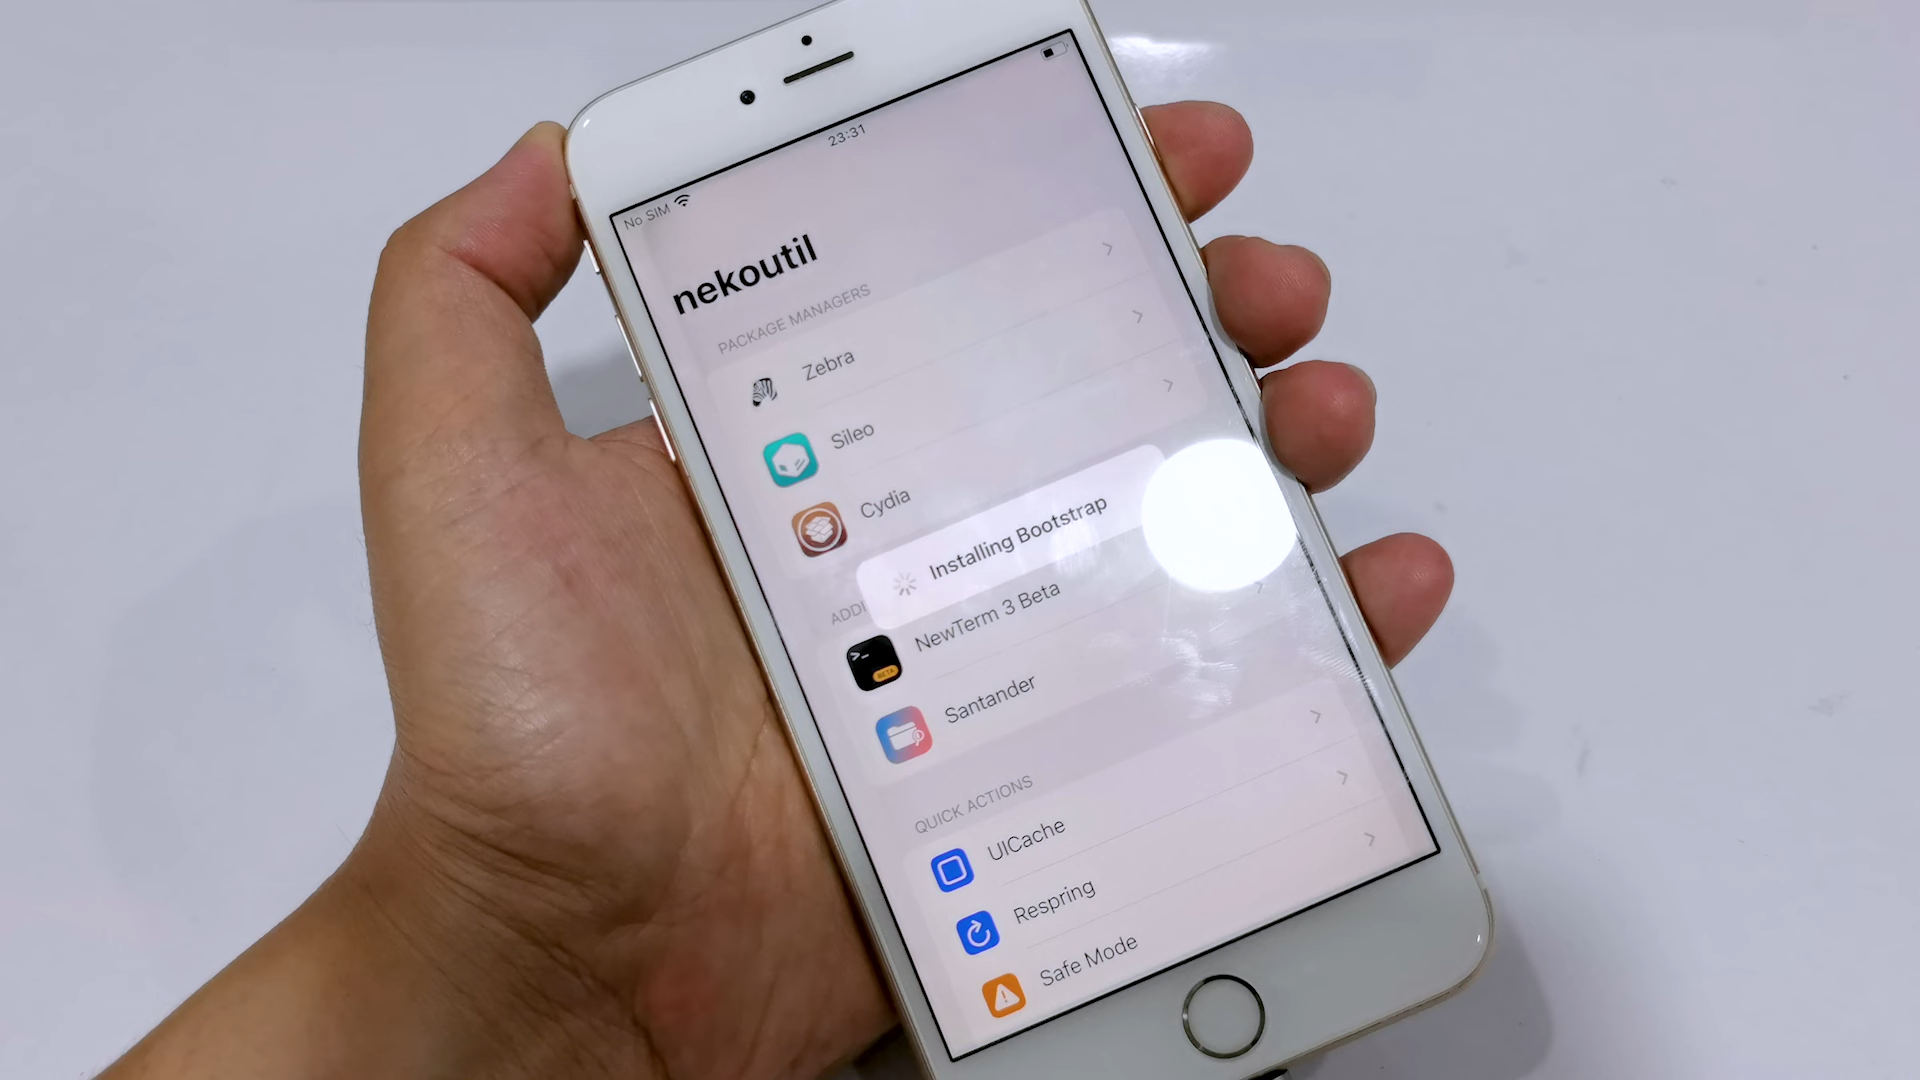 No SIM
23:31
nekoutil
PACKAGE MANAGERS
Zebra
Sileo
Cydia
Installing Bootstrap
ADDI
>_
BETA
NewTerm 3 Beta
Santander
QUICK ACTIONS
UICache
Respring
Safe Mode